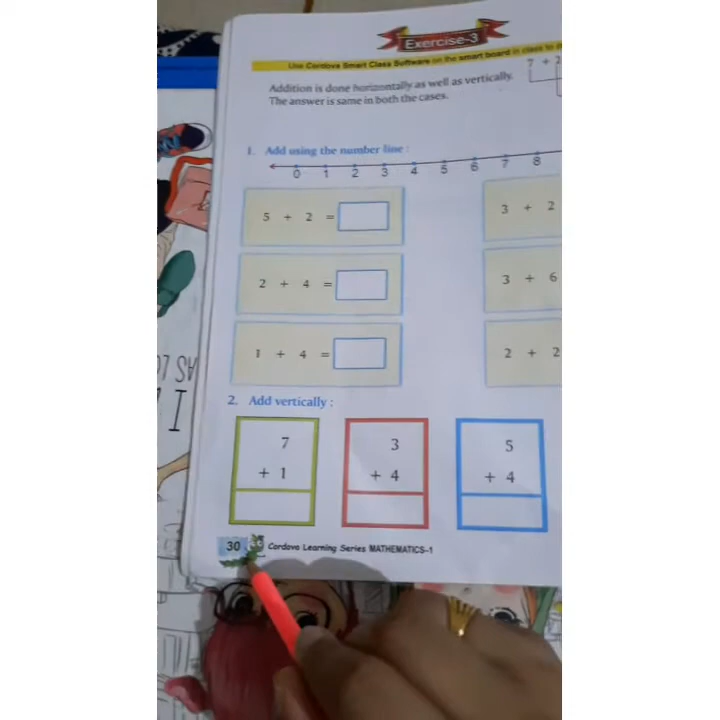 Exercise-3
Use Cordova Smart Class Software on the smart board in class to
Addition is done horizontally as well as vertically.
The answer is same in both the cases.
7 + 2
1. Add using the number line :
0 1 2 3 4 5 6 7 8
5 + 2 =
3 + 2
2 + 4 =
3 + 6
1 + 4 =
2 + 2
2. Add vertically :
7
+ 1
3
+ 4
5
+ 4
30 Cordova Learning Series MATHEMATICS-1
AS
I